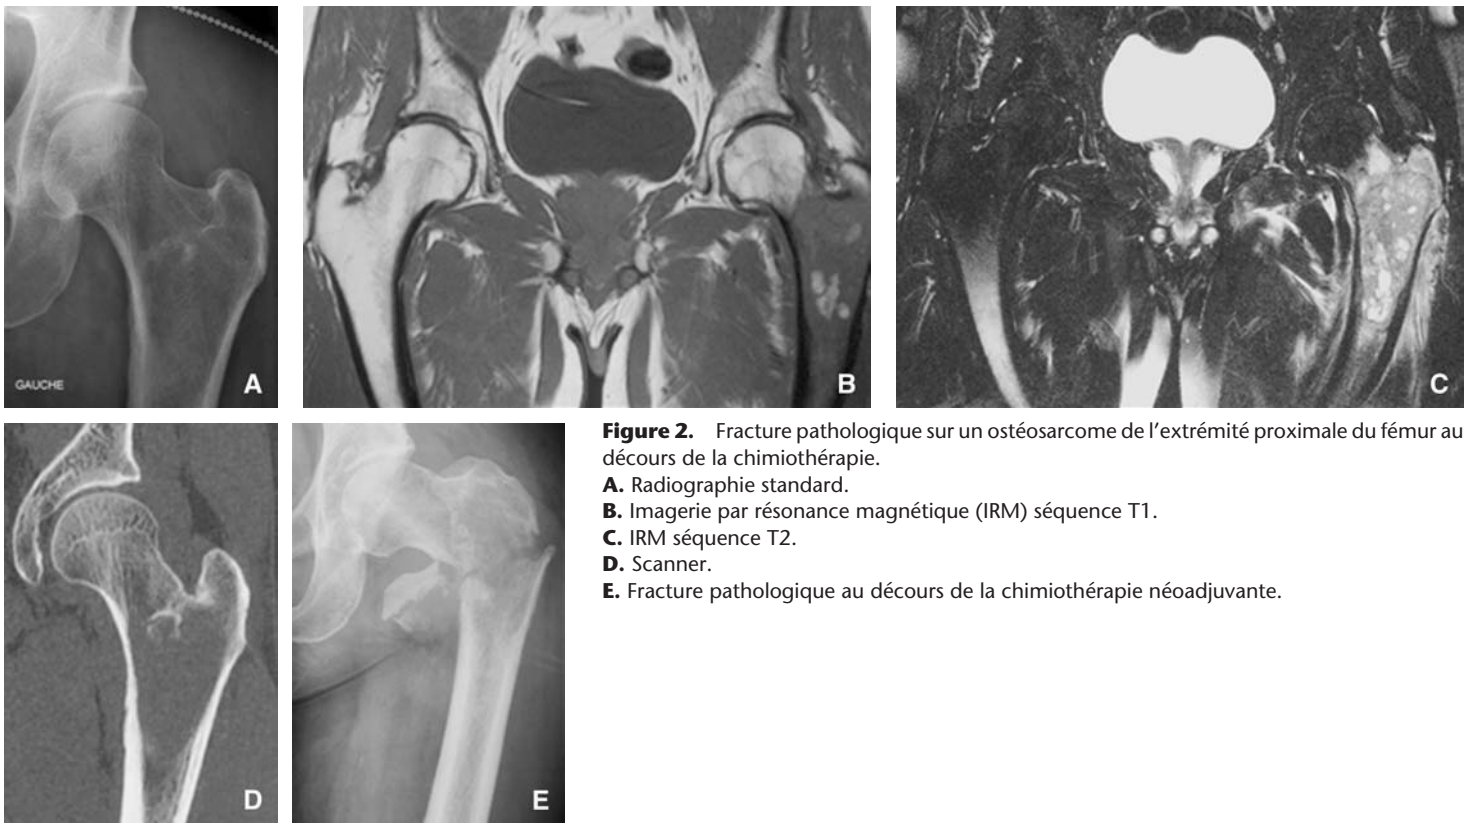 GAUCHE
A
B
C
D
E
Figure 2. Fracture pathologique sur un ostéosarcome de l'extrémité proximale du fémur au
décours de la chimiothérapie.
A. Radiographie standard.
B. Imagerie par résonance magnétique (IRM) séquence T1.
C. IRM séquence T2.
D. Scanner.
E. Fracture pathologique au décours de la chimiothérapie néoadjuvante.